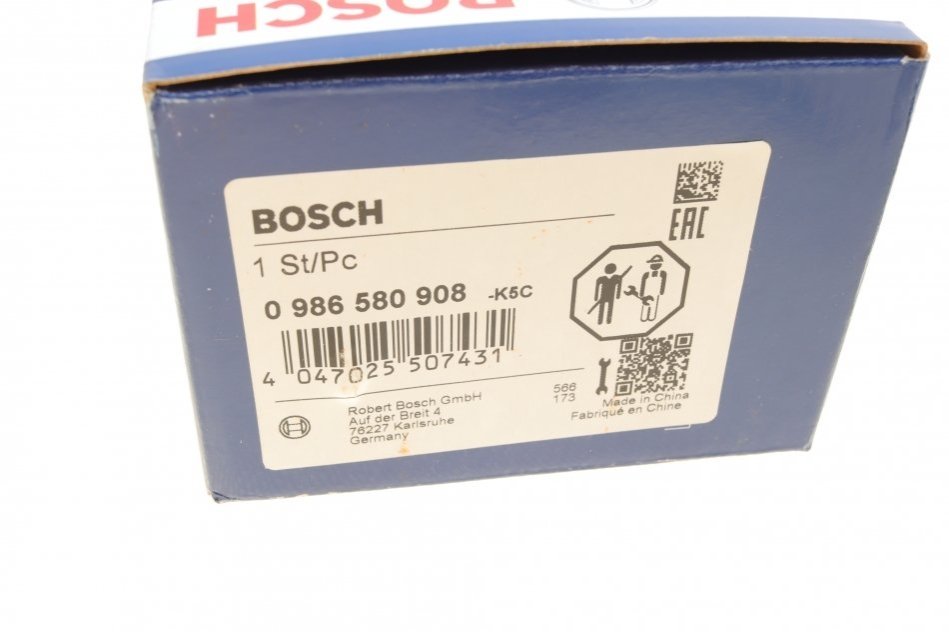 BOSCH
BOSCH
EAC
1 St/Pc
0 986 580 908 -K5C
4 047025 507431
Robert Bosch GmbH
Auf der Breit 4
76227 Karlsruhe
Germany
566
173
Made in China
Fabriqué en Chine